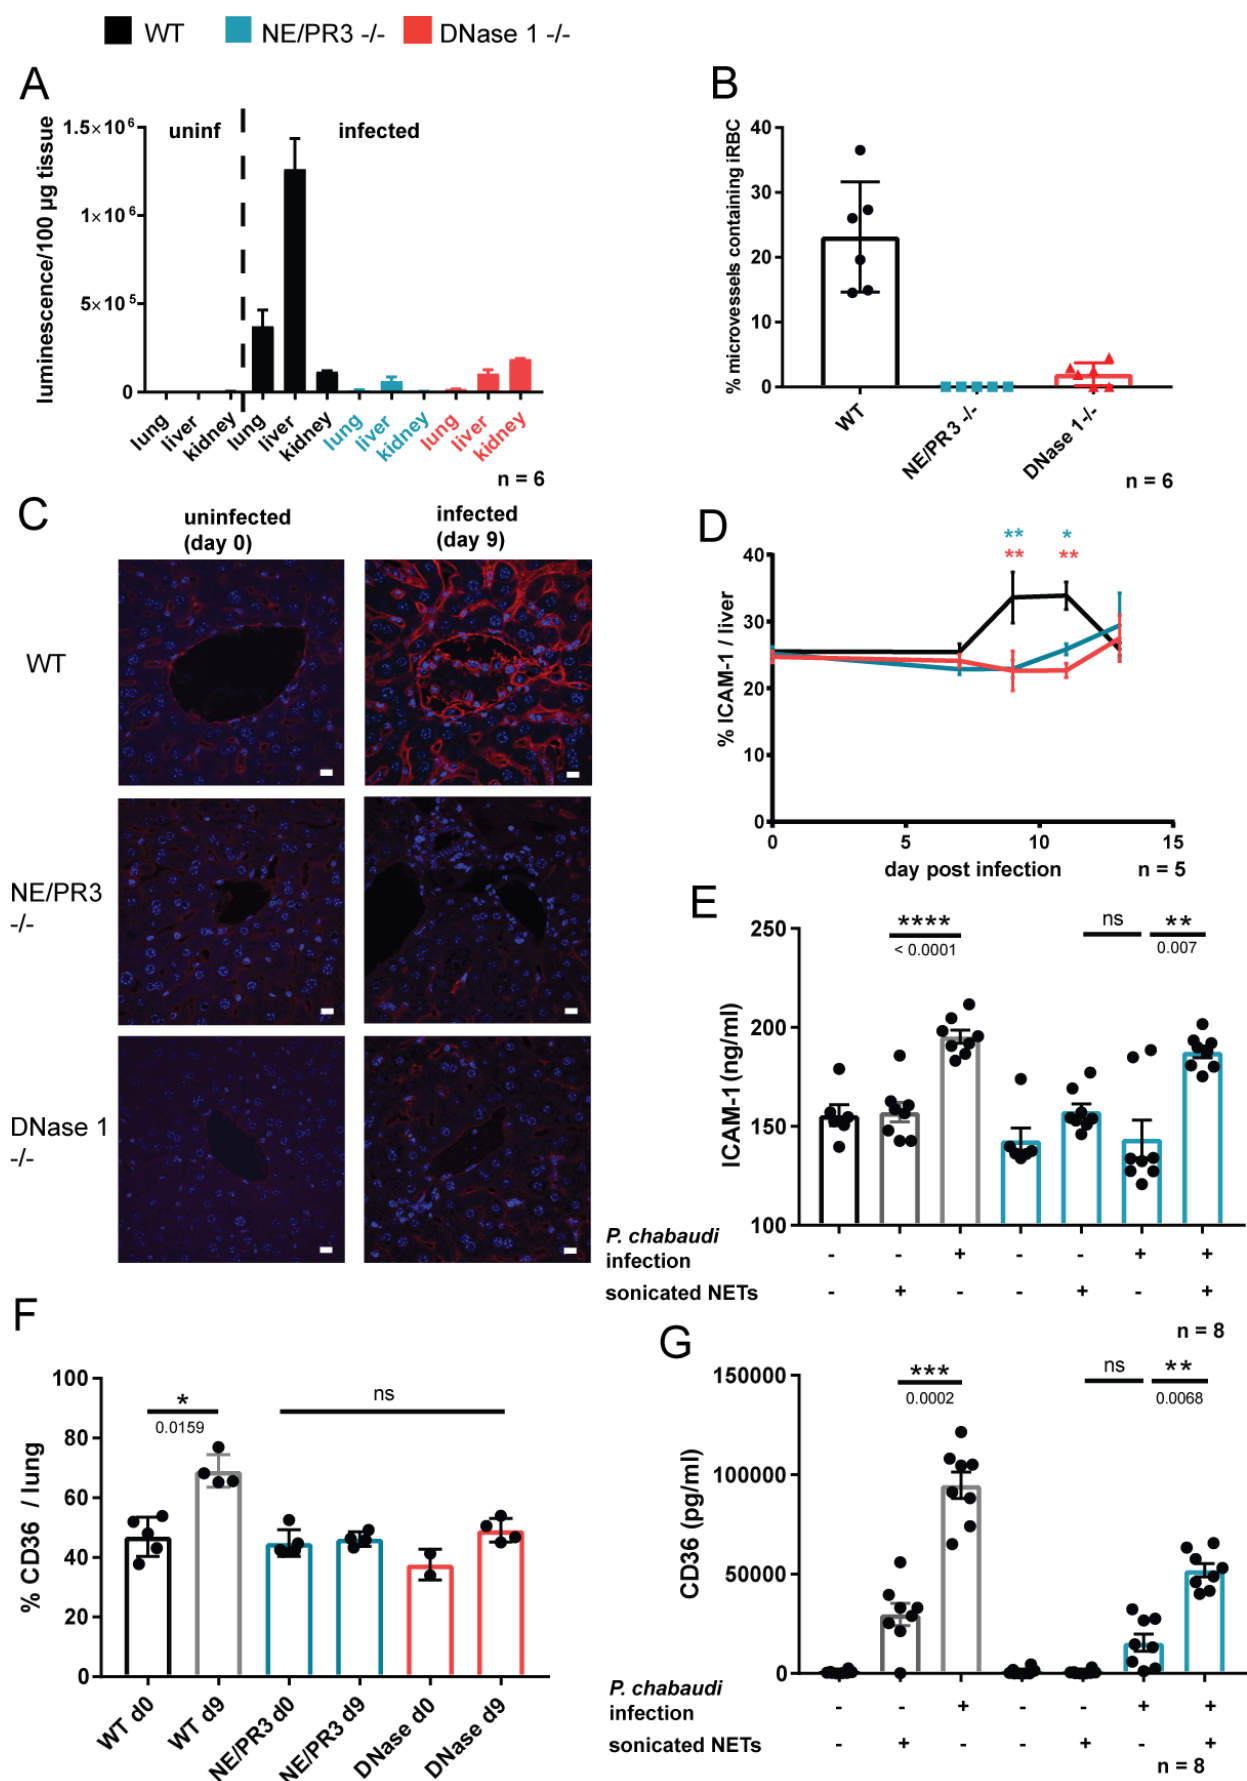 WT NE/PR3 -/- DNase 1 -/-
A
luminescence/100 µg tissue
1.5×10⁶
1×10⁶
5×10⁵
0
uninf
infected
lung
liver
kidney
lung
liver
kidney
lung
liver
kidney
lung
liver
kidney
n = 6
B
% microvessels containing iRBC
40
30
20
10
0
WT
NE/PR 3 -/-
DNase 1-/-
n = 6
C
uninfected
(day 0)
infected
(day 9)
WT
NE/PR3
-/-
DNase 1
-/-
D
% ICAM-1 / liver
40
30
20
10
0
** *
** **
0 5 10 15
day post infection
n = 5
E
ICAM-1 (ng/ml)
250
200
150
100
****
< 0.0001
ns
**
0.007
P. chabaudi
infection
- - + - - + +
sonicated NETs
- + - - + - +
n = 8
F
% CD36 / lung
100
80
60
40
20
0
*
0.0159
ns
WT d0
WT d9
NE/PR3 d0
NE/PR3 d9
DNase d0
DNase d9
G
CD36 (pg/ml)
150000
100000
50000
0
***
0.0002
ns
**
0.0068
P. chabaudi
infection
- - + - - + +
sonicated NETs
- + - - + - +
n = 8